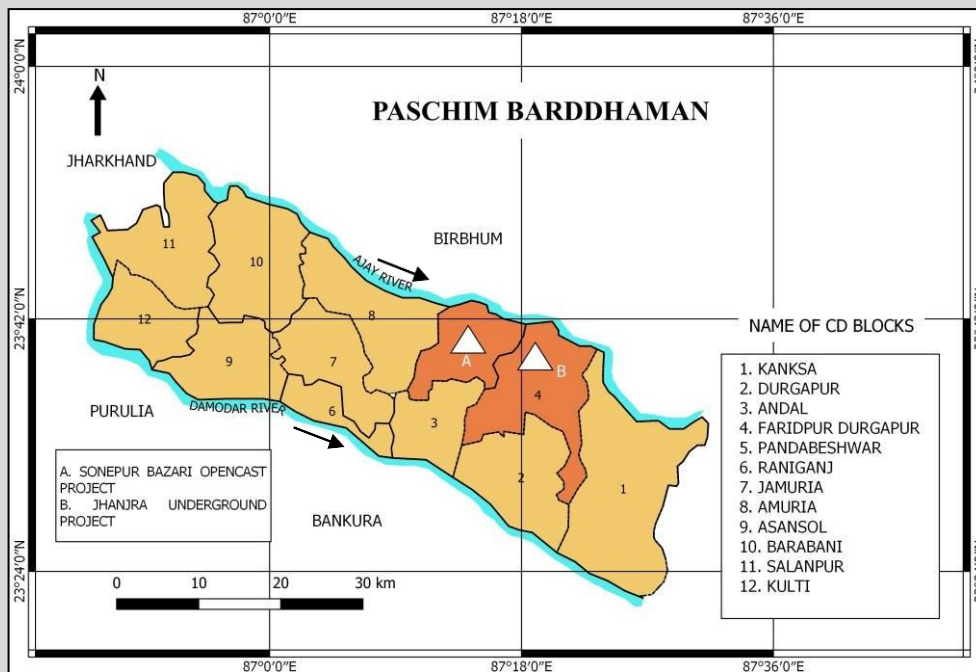 87°0′0″E 87°18′0″E 87°36′0″E
24°0′0″N
N
PASCHIM BARDDHAMAN
JHARKHAND
BIRBHUM
11
10
AJAY RIVER
8
12
23°42′0″N
NAME OF CD BLOCKS
9
7
A
B
4
1. KANKSA
2. DURGAPUR
3. ANDAL
4. FARIDPUR DURGAPUR
5. PANDABESHWAR
6. RANIGANJ
7. JAMURIA
8. AMURIA
9. ASANSOL
10. BARABANI
11. SALANPUR
12. KULTI
PURULIA
DAMODAR RIVER
6
3
2
1
A. SONEPUR BAZARI OPENCAST
PROJECT
B. JHANJRA UNDERGROUND
PROJECT
BANKURA
23°24′0″N
0 10 20 30 km
87°0′0″E 87°18′0″E 87°36′0″E